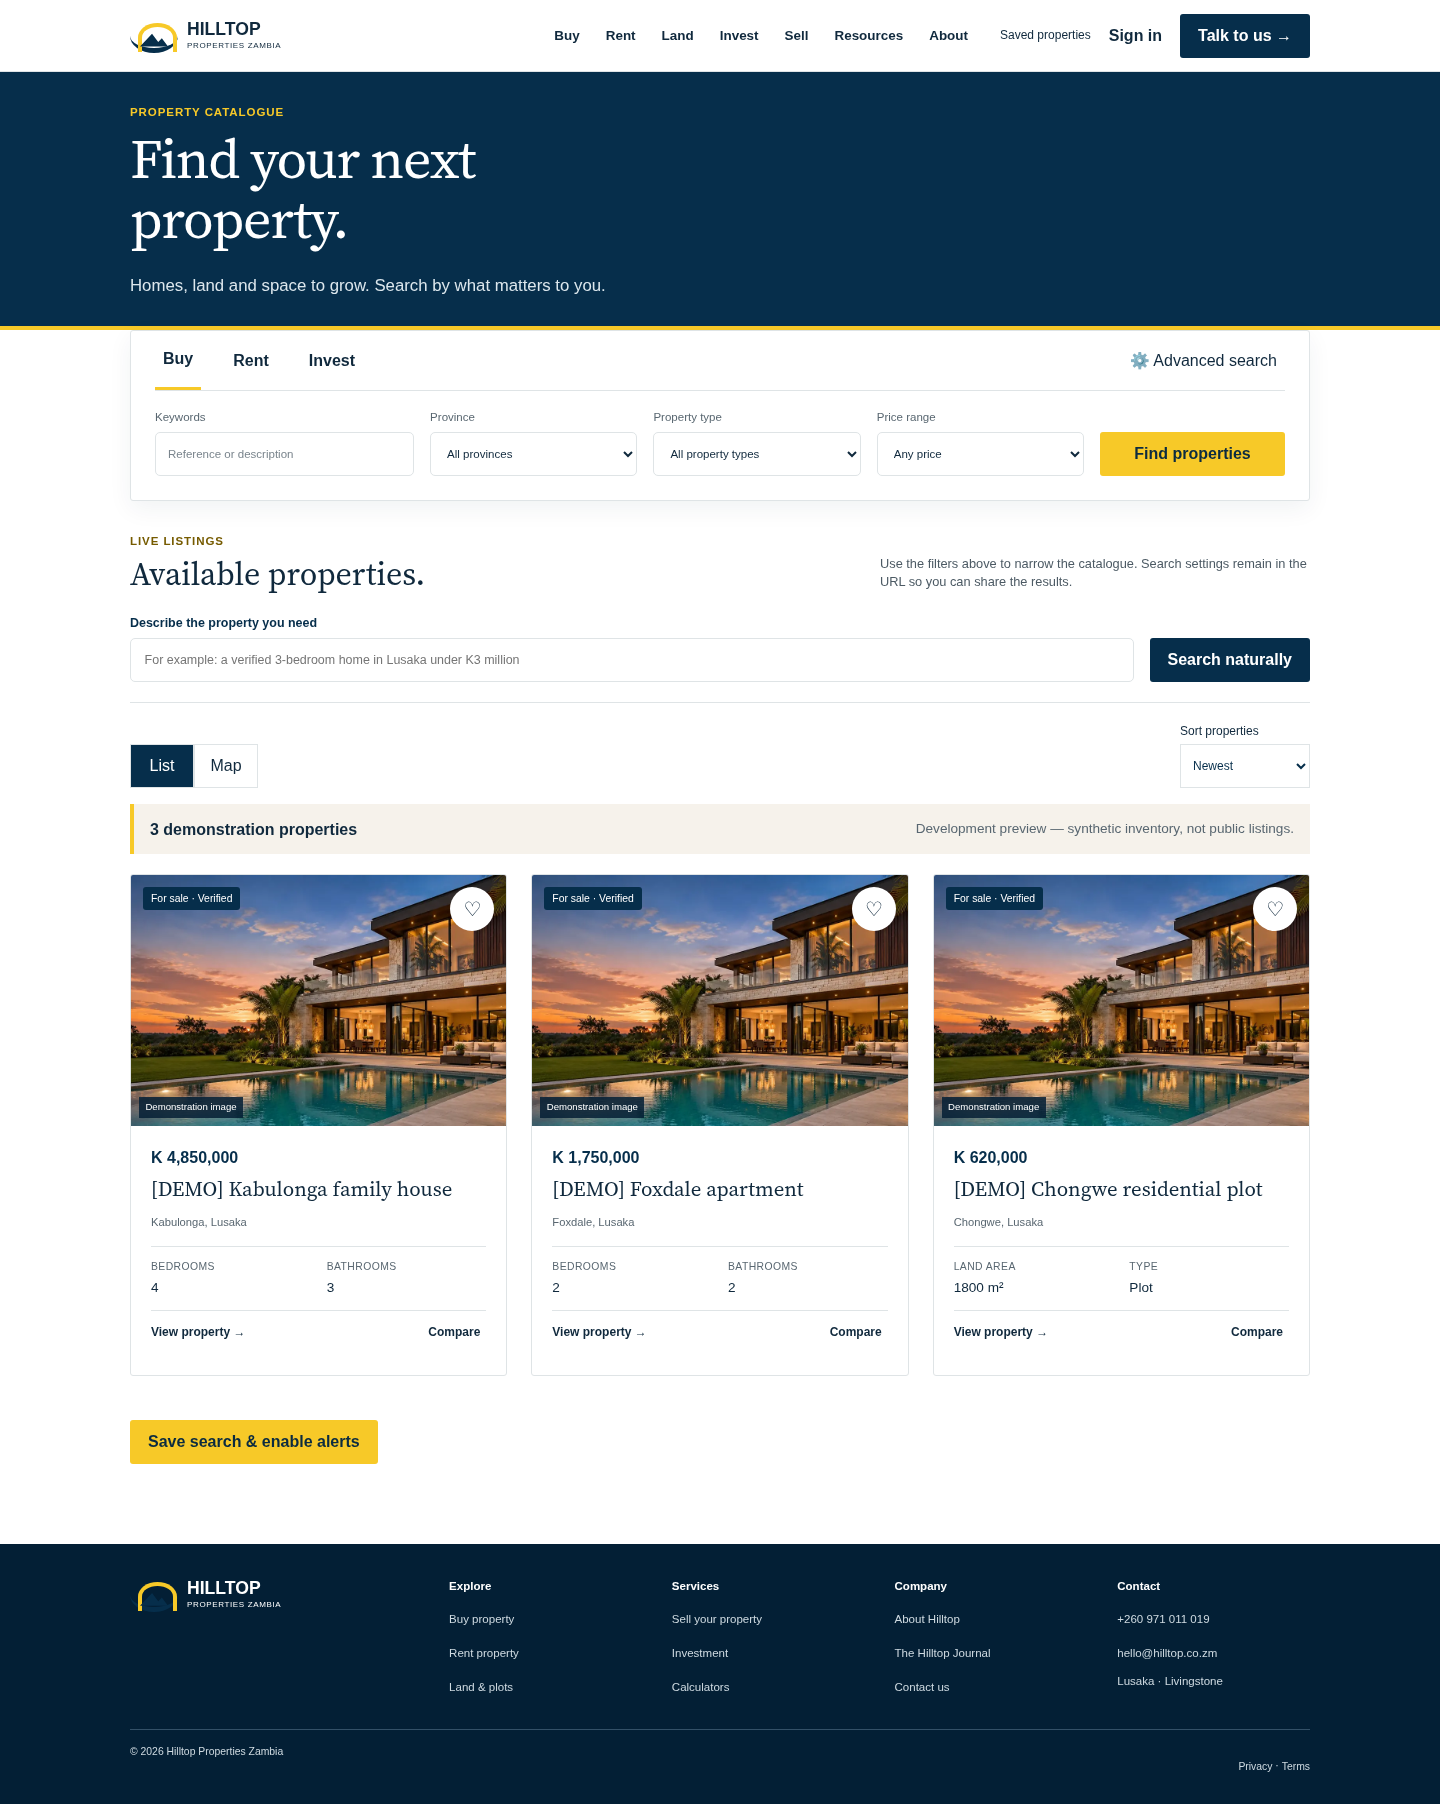 HILLTOP
PROPERTIES ZAMBIA
Buy Rent Land Invest Sell Resources About Saved properties Sign in Talk to us →
PROPERTY CATALOGUE
Find your next
property.
Homes, land and space to grow. Search by what matters to you.
Buy Rent Invest ⚙️ Advanced search
Keywords Province Property type Price range
Reference or description All provinces All property types Any price Find properties
LIVE LISTINGS
Available properties.
Use the filters above to narrow the catalogue. Search settings remain in the
URL so you can share the results.
Describe the property you need
For example: a verified 3-bedroom home in Lusaka under K3 million Search naturally
Sort properties
List Map Newest
3 demonstration properties Development preview — synthetic inventory, not public listings.
For sale · Verified ♡ For sale · Verified ♡ For sale · Verified ♡
Demonstration image Demonstration image Demonstration image
K 4,850,000 K 1,750,000 K 620,000
[DEMO] Kabulonga family house [DEMO] Foxdale apartment [DEMO] Chongwe residential plot
Kabulonga, Lusaka Foxdale, Lusaka Chongwe, Lusaka
BEDROOMS BATHROOMS BEDROOMS BATHROOMS LAND AREA TYPE
4 3 2 2 1800 m² Plot
View property → Compare View property → Compare View property → Compare
Save search & enable alerts
HILLTOP
PROPERTIES ZAMBIA
Explore Services Company Contact
Buy property Sell your property About Hilltop +260 971 011 019
Rent property Investment The Hilltop Journal hello@hilltop.co.zm
Land & plots Calculators Contact us Lusaka · Livingstone
© 2026 Hilltop Properties Zambia
Privacy · Terms